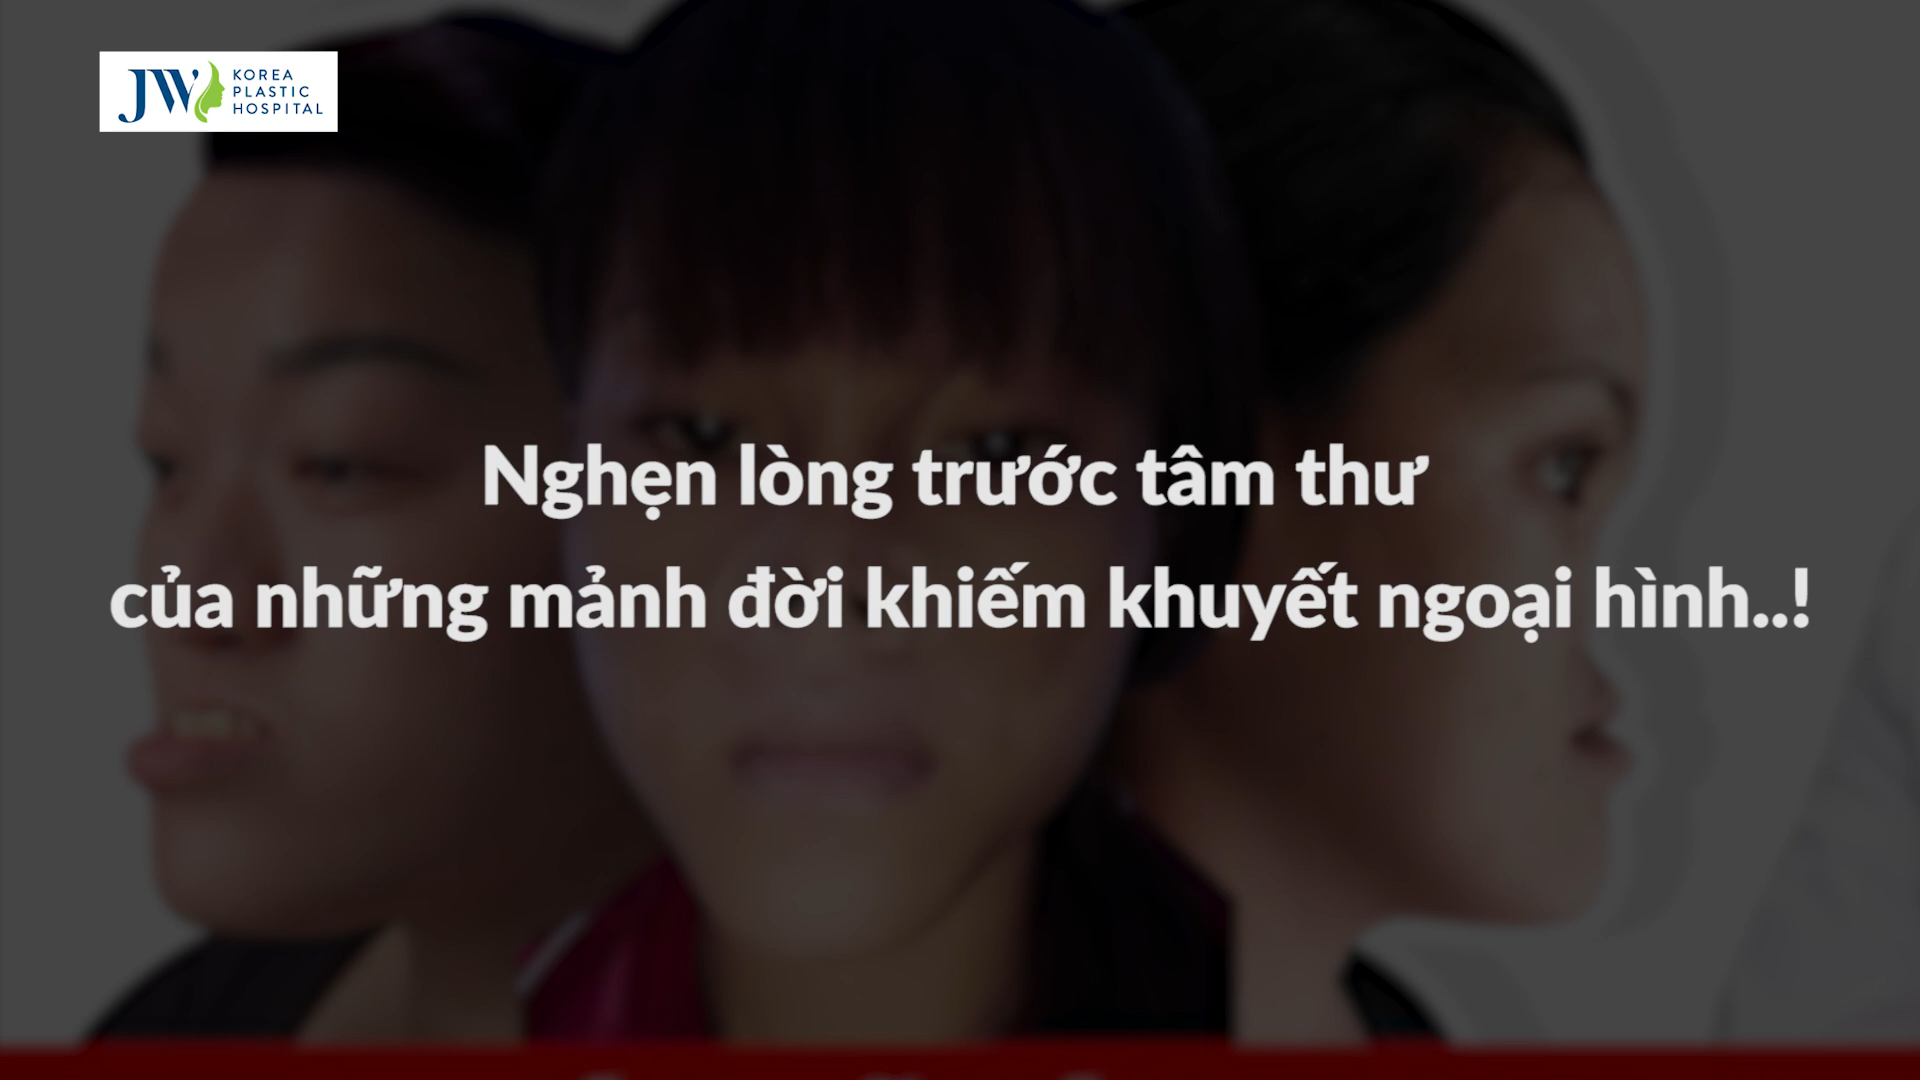 JW KOREA
PLASTIC
HOSPITAL
Nghẹn lòng trước tâm thư
của những mảnh đời khiếm khuyết ngoại hình..!